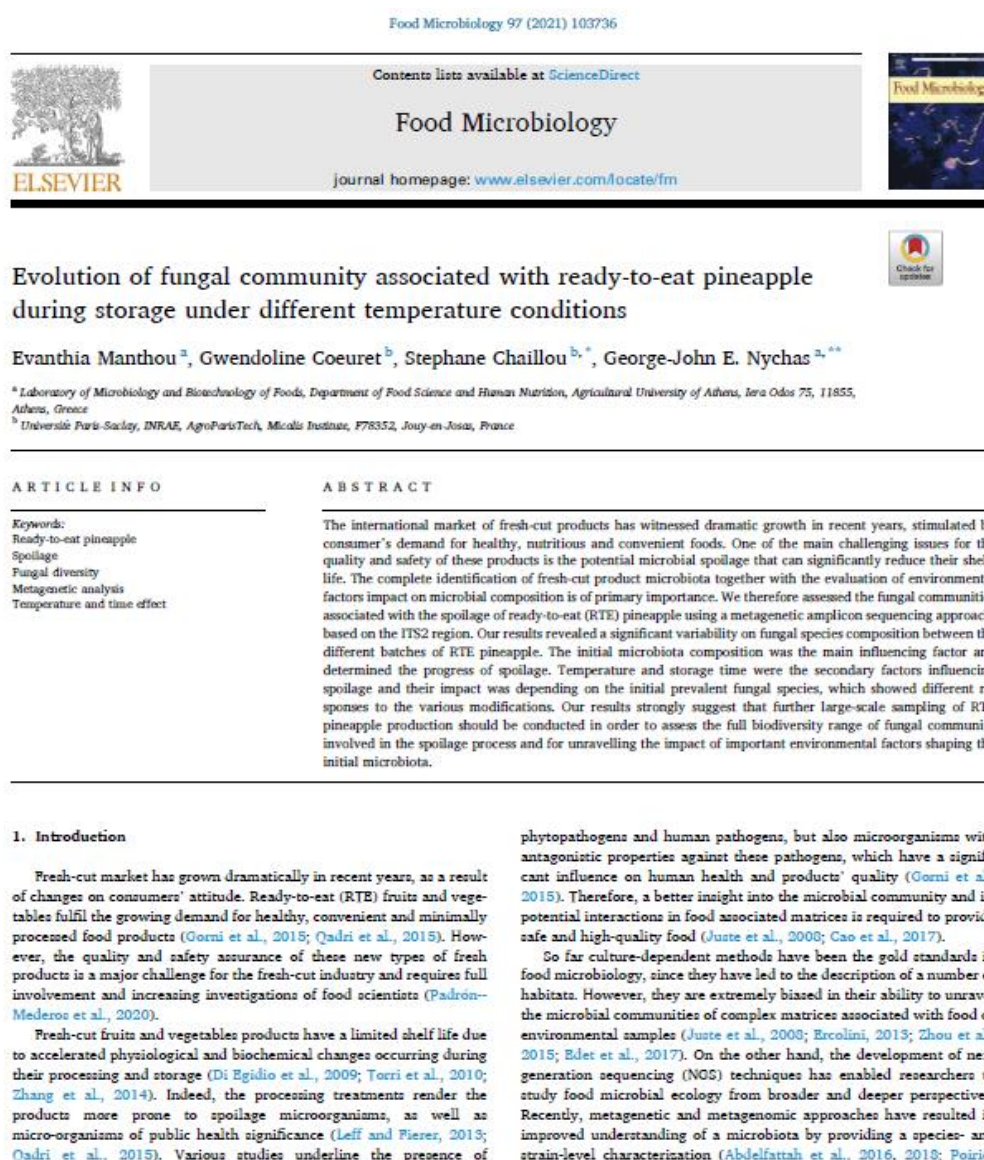 Food Microbiology 97 (2021) 103736
Contents lists available at ScienceDirect
Food Microbiology
journal homepage: www.elsevier.com/locate/fm
ELSEVIER
Food Microbiology
Check for
updates
Evolution of fungal community associated with ready-to-eat pineapple
during storage under different temperature conditions
Evanthia Manthou a, Gwendoline Coeuret b, Stephane Chaillou b,*, George-John E. Nychas a,**
a Laboratory of Microbiology and Biotechnology of Foods, Department of Food Science and Human Nutrition, Agricultural University of Athens, Iera Odos 75, 11855,
Athens, Greece
b Université Paris-Saclay, INRAE, AgroParisTech, Micalis Institute, F78352, Jouy-en-Josas, France
ARTICLE INFO
Keywords:
Ready-to-eat pineapple
Spoilage
Fungal diversity
Metagenetic analysis
Temperature and time effect
ABSTRACT
The international market of fresh-cut products has witnessed dramatic growth in recent years, stimulated b
consumer's demand for healthy, nutritious and convenient foods. One of the main challenging issues for th
quality and safety of these products is the potential microbial spoilage that can significantly reduce their shel
life. The complete identification of fresh-cut product microbiota together with the evaluation of environment
factors impact on microbial composition is of primary importance. We therefore assessed the fungal communitie
associated with the spoilage of ready-to-eat (RTE) pineapple using a metagenetic amplicon sequencing approac
based on the ITS2 region. Our results revealed a significant variability on fungal species composition between th
different batches of RTE pineapple. The initial microbiota composition was the main influencing factor an
determined the progress of spoilage. Temperature and storage time were the secondary factors influencin
spoilage and their impact was depending on the initial prevalent fungal species, which showed different r
sponses to the various modifications. Our results strongly suggest that further large-scale sampling of RT
pineapple production should be conducted in order to assess the full biodiversity range of fungal communi
involved in the spoilage process and for unravelling the impact of important environmental factors shaping th
initial microbiota.
1. Introduction
Fresh-cut market has grown dramatically in recent years, as a result
of changes on consumers' attitude. Ready-to-eat (RTE) fruits and vege-
tables fulfil the growing demand for healthy, convenient and minimally
processed food products (Gorni et al., 2015; Qadri et al., 2015). How-
ever, the quality and safety assurance of these new types of fresh
products is a major challenge for the fresh-cut industry and requires full
involvement and increasing investigations of food scientists (Padrón--
Mederos et al., 2020).
Fresh-cut fruits and vegetables products have a limited shelf life due
to accelerated physiological and biochemical changes occurring during
their processing and storage (Di Egidio et al., 2009; Torri et al., 2010;
Zhang et al., 2014). Indeed, the processing treatments render the
products more prone to spoilage microorganisms, as well as
micro-organisms of public health significance (Leff and Fierer, 2013;
Qadri et al., 2015). Various studies underline the presence of
phytopathogens and human pathogens, but also microorganisms wit
antagonistic properties against these pathogens, which have a signif
cant influence on human health and products' quality (Gorni et al
2015). Therefore, a better insight into the microbial community and i
potential interactions in food associated matrices is required to provid
safe and high-quality food (Juste et al., 2008; Cao et al., 2017).
So far culture-dependent methods have been the gold standards i
food microbiology, since they have led to the description of a number o
habitats. However, they are extremely biased in their ability to unrave
the microbial communities of complex matrices associated with food o
environmental samples (Juste et al., 2008; Ercolini, 2013; Zhou et al
2015; Edet et al., 2017). On the other hand, the development of ne
generation sequencing (NGS) techniques has enabled researchers t
study food microbial ecology from broader and deeper perspective
Recently, metagenetic and metagenomic approaches have resulted i
improved understanding of a microbiota by providing a species- an
strain-level characterization (Abdelfattah et al., 2016, 2018; Poirie